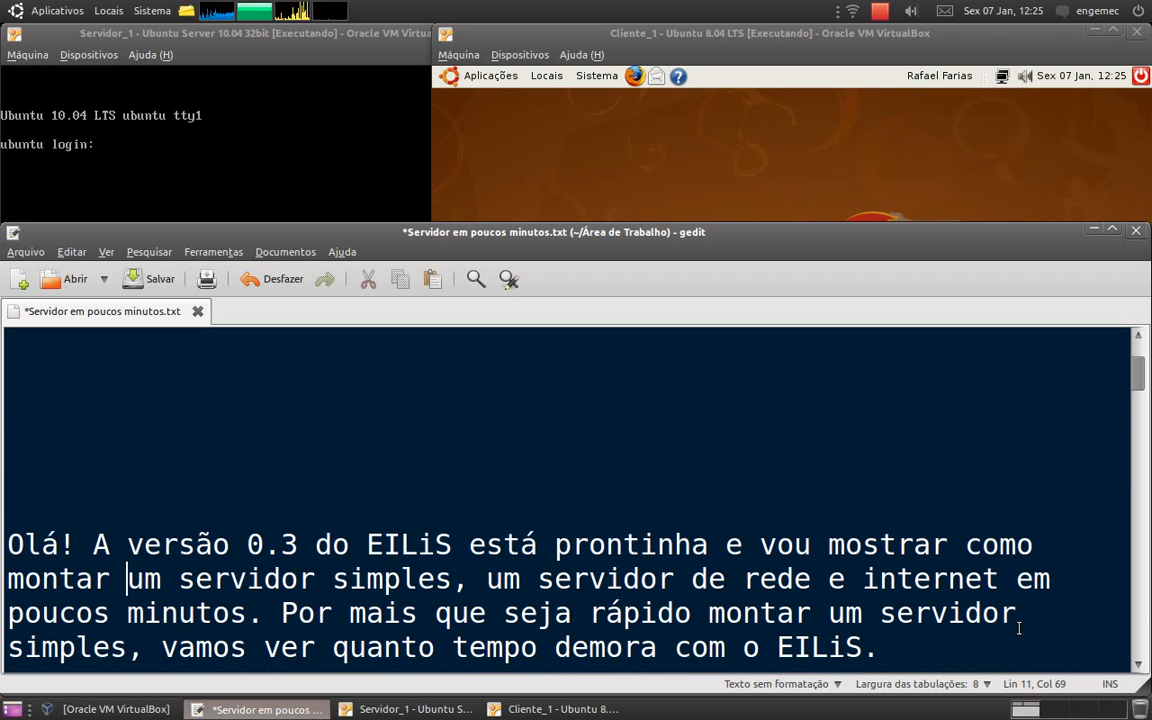 Aplicativos Locais Sistema Sex 07 Jan, 12:25 engemec
Servidor_1 - Ubuntu Server 10.04 32bit [Executando] - Oracle VM Virtual
Máquina Dispositivos Ajuda (H)
Ubuntu 10.04 LTS ubuntu tty1
ubuntu login:
Cliente_1 - Ubuntu 8.04 LTS [Executando] - Oracle VM VirtualBox
Máquina Dispositivos Ajuda (H)
Aplicações Locais Sistema Rafael Farias Sex 07 Jan, 12:25
*Servidor em poucos minutos.txt (~/Área de Trabalho) - gedit
Arquivo Editar Ver Pesquisar Ferramentas Documentos Ajuda
Abrir Salvar Desfazer
*Servidor em poucos minutos.txt
Olá! A versão 0.3 do EILiS está prontinha e vou mostrar como
montar um servidor simples, um servidor de rede e internet em
poucos minutos. Por mais que seja rápido montar um servidor
simples, vamos ver quanto tempo demora com o EILiS.
Texto sem formatação Largura das tabulações: 8 Lin 11, Col 69 INS
[Oracle VM VirtualBox] *Servidor em poucos ... Servidor_1 - Ubuntu S... Cliente_1 - Ubuntu 8....